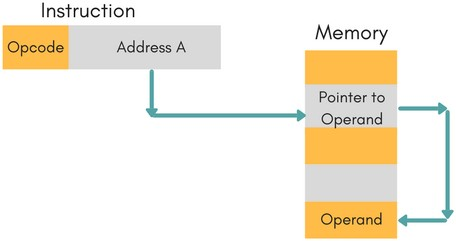 Instruction
Opcode
Address A
Memory
Pointer to
Operand
Operand